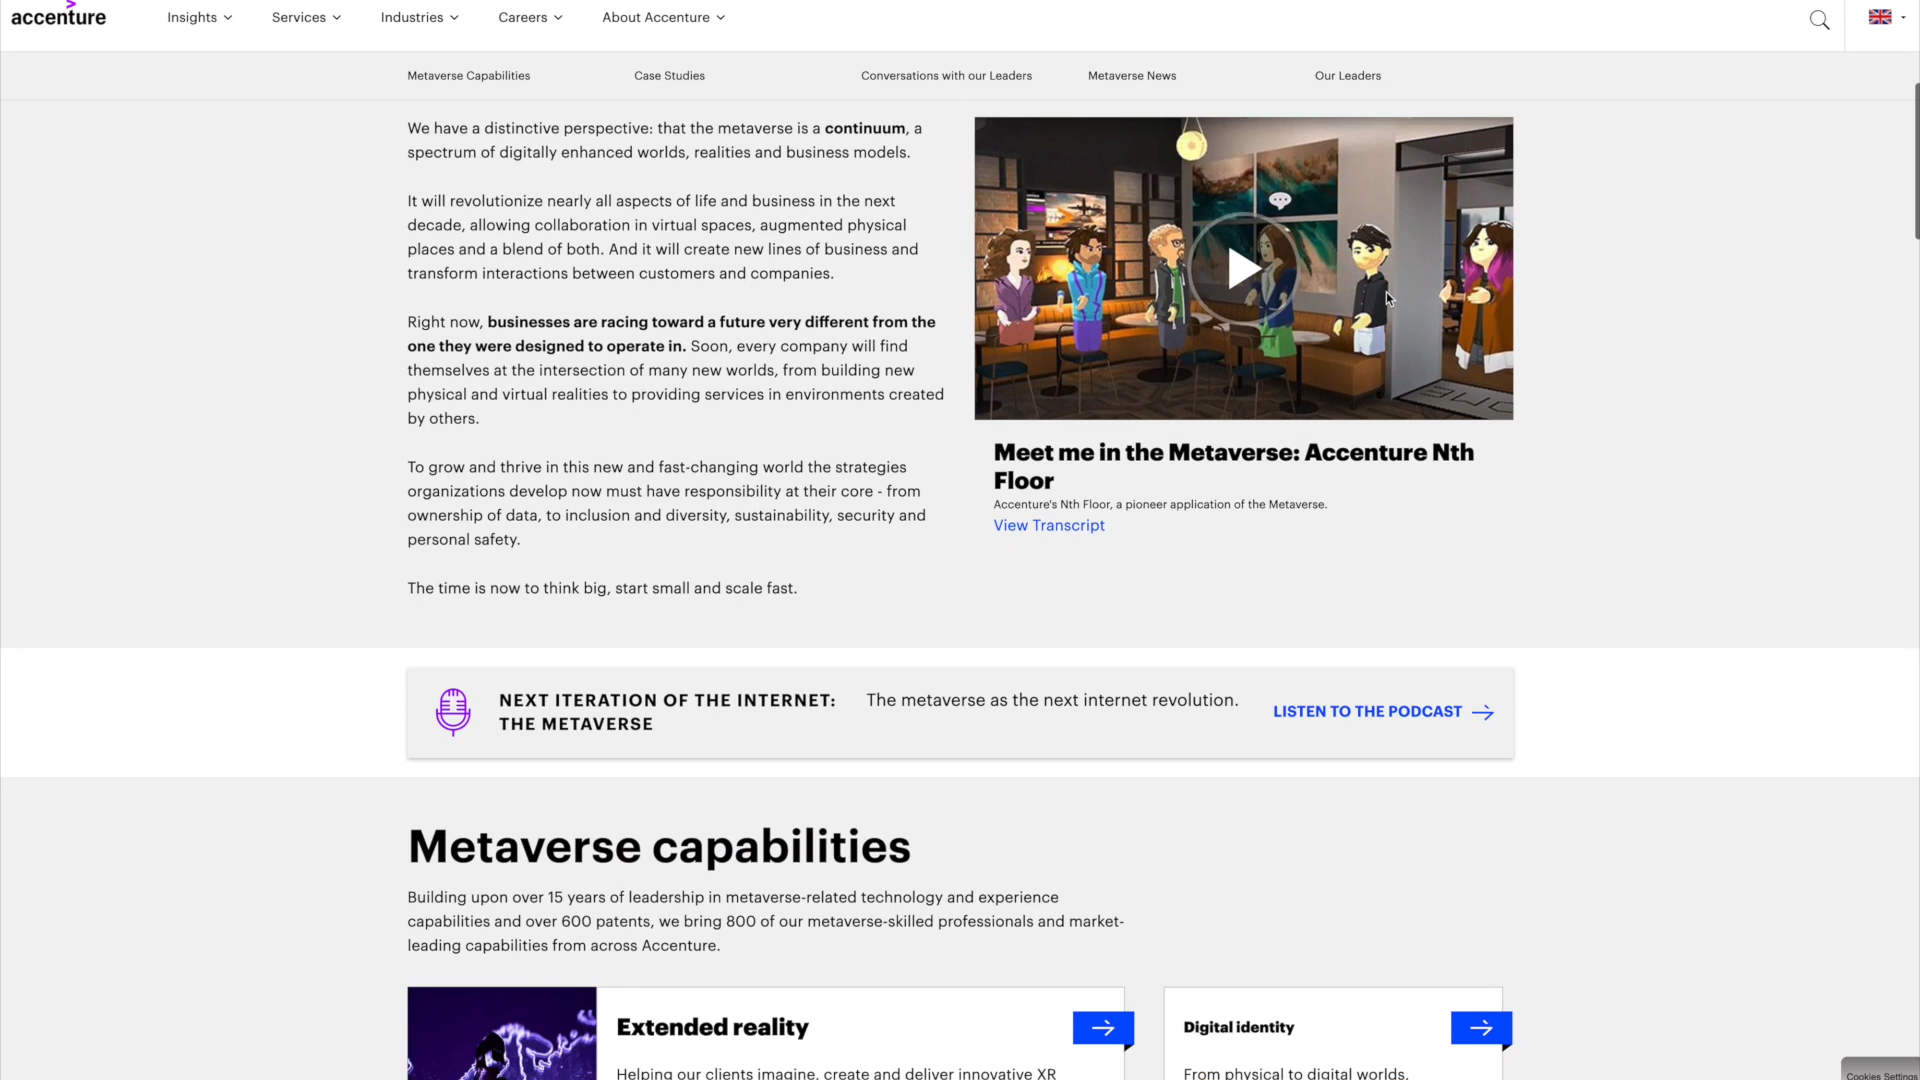 accenture
Insights
Services
Industries
Careers
About Accenture
Metaverse Capabilities
Case Studies
Conversations with our Leaders
Metaverse News
Our Leaders
We have a distinctive perspective: that the metaverse is a continuum, a
spectrum of digitally enhanced worlds, realities and business models.
It will revolutionize nearly all aspects of life and business in the next
decade, allowing collaboration in virtual spaces, augmented physical
places and a blend of both. And it will create new lines of business and
transform interactions between customers and companies.
Right now, businesses are racing toward a future very different from the
one they were designed to operate in. Soon, every company will find
themselves at the intersection of many new worlds, from building new
physical and virtual realities to providing services in environments created
by others.
To grow and thrive in this new and fast-changing world the strategies
organizations develop now must have responsibility at their core - from
ownership of data, to inclusion and diversity, sustainability, security and
personal safety.
The time is now to think big, start small and scale fast.
Meet me in the Metaverse: Accenture Nth
Floor
Accenture's Nth Floor, a pioneer application of the Metaverse.
View Transcript
NEXT ITERATION OF THE INTERNET:
THE METAVERSE
The metaverse as the next internet revolution.
LISTEN TO THE PODCAST
Metaverse capabilities
Building upon over 15 years of leadership in metaverse-related technology and experience
capabilities and over 600 patents, we bring 800 of our metaverse-skilled professionals and market-
leading capabilities from across Accenture.
Extended reality
Helping our clients imagine, create and deliver innovative XR
Digital identity
From physical to digital worlds,
Cookies Settings